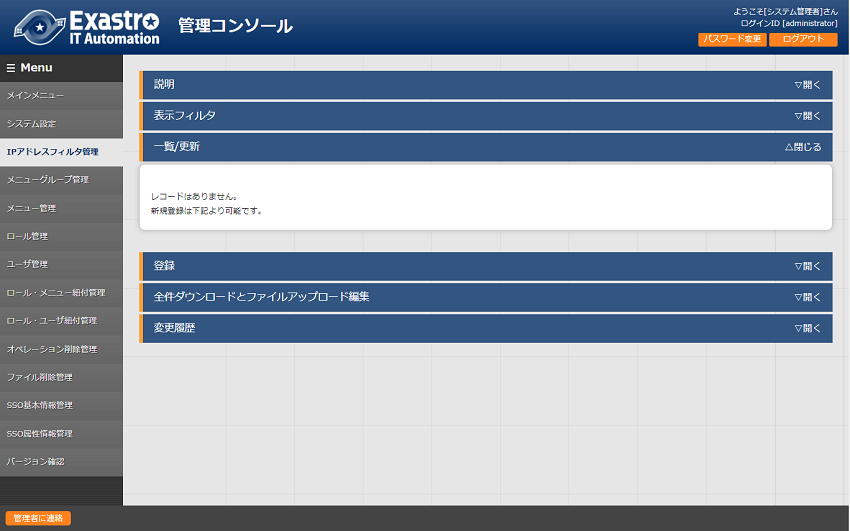 Exastro
IT Automation
管理コンソール
ようこそ[システム管理者]さん
ログインID [administrator]
パスワード変更
ログアウト
☰ Menu
メインメニュー
システム設定
IPアドレスフィルタ管理
メニューグループ管理
メニュー管理
ロール管理
ユーザ管理
ロール・メニュー紐付管理
ロール・ユーザ紐付管理
オペレーション削除管理
ファイル削除管理
SSO基本情報管理
SSO属性情報管理
バージョン確認
説明
▽開く
表示フィルタ
▽開く
一覧/更新
△閉じる
レコードはありません。
新規登録は下記より可能です。
登録
▽開く
全件ダウンロードとファイルアップロード編集
▽開く
変更履歴
▽開く
管理者に連絡